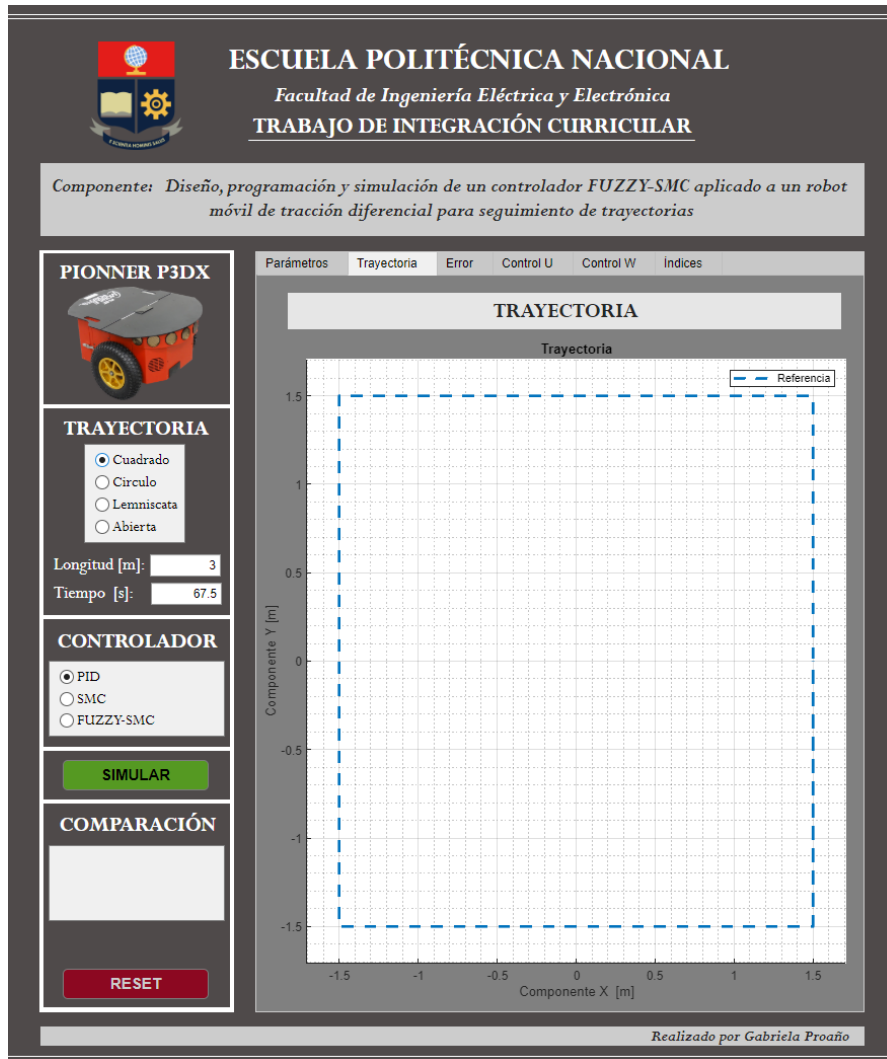 ESCUELA POLITÉCNICA NACIONAL
Facultad de Ingeniería Eléctrica y Electrónica
TRABAJO DE INTEGRACIÓN CURRICULAR
E SCIENTIA HOMINIS SALUS
Componente: Diseño, programación y simulación de un controlador FUZZY-SMC aplicado a un robot
móvil de tracción diferencial para seguimiento de trayectorias
PIONNER P3DX
TRAYECTORIA
Cuadrado
Circulo
Lemniscata
Abierta
Longitud [m]: 3
Tiempo [s]: 67.5
CONTROLADOR
PID
SMC
FUZZY-SMC
SIMULAR
COMPARACIÓN
RESET
Parámetros Trayectoria Error Control U Control W Índices
TRAYECTORIA
Trayectoria
Referencia
1.5
1
0.5
0
-0.5
-1
-1.5
Componente Y [m]
-1.5 -1 -0.5 0 0.5 1 1.5
Componente X [m]
Realizado por Gabriela Proaño